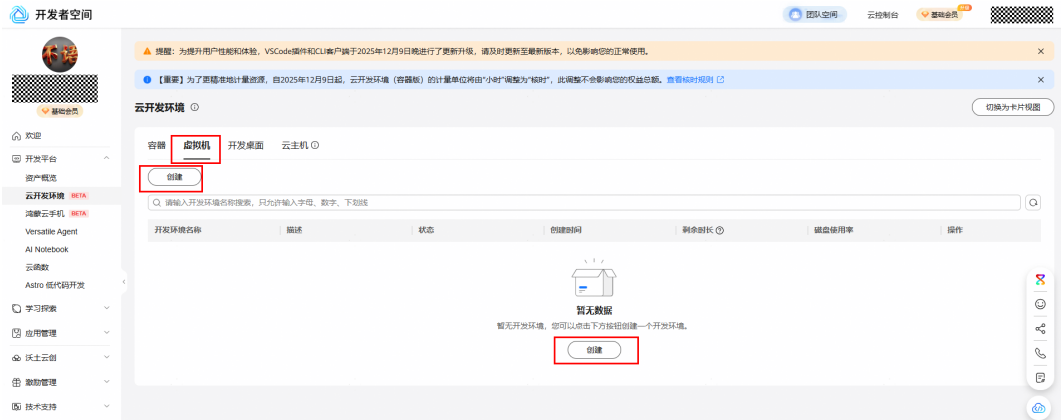 开发者空间
团队空间
云控制台
基础会员
不语
基础会员
提醒：为提升用户性能和体验，VSCode插件和CLI客户端于2025年12月9日晚进行了更新升级，请及时更新至最新版本，以免影响您的正常使用。
【重要】为了更精准地计量资源，自2025年12月9日起，云开发环境（容器版）的计量单位将由“小时”调整为“核时”，此调整不会影响您的权益总额。查看核时规则
云开发环境
切换为卡片视图
欢迎
开发平台
资产概览
云开发环境 BETA
鸿蒙云手机 BETA
Versatile Agent
AI Notebook
云函数
Astro 低代码开发
学习探索
应用管理
沃土云创
激励管理
技术支持
容器 虚拟机 开发桌面 云主机
创建
请输入开发环境名称搜索，只允许输入字母、数字、下划线
开发环境名称 描述 状态 创建时间 剩余时长 磁盘使用率 操作
暂无数据
暂无开发环境，您可以点击下方按钮创建一个开发环境。
创建